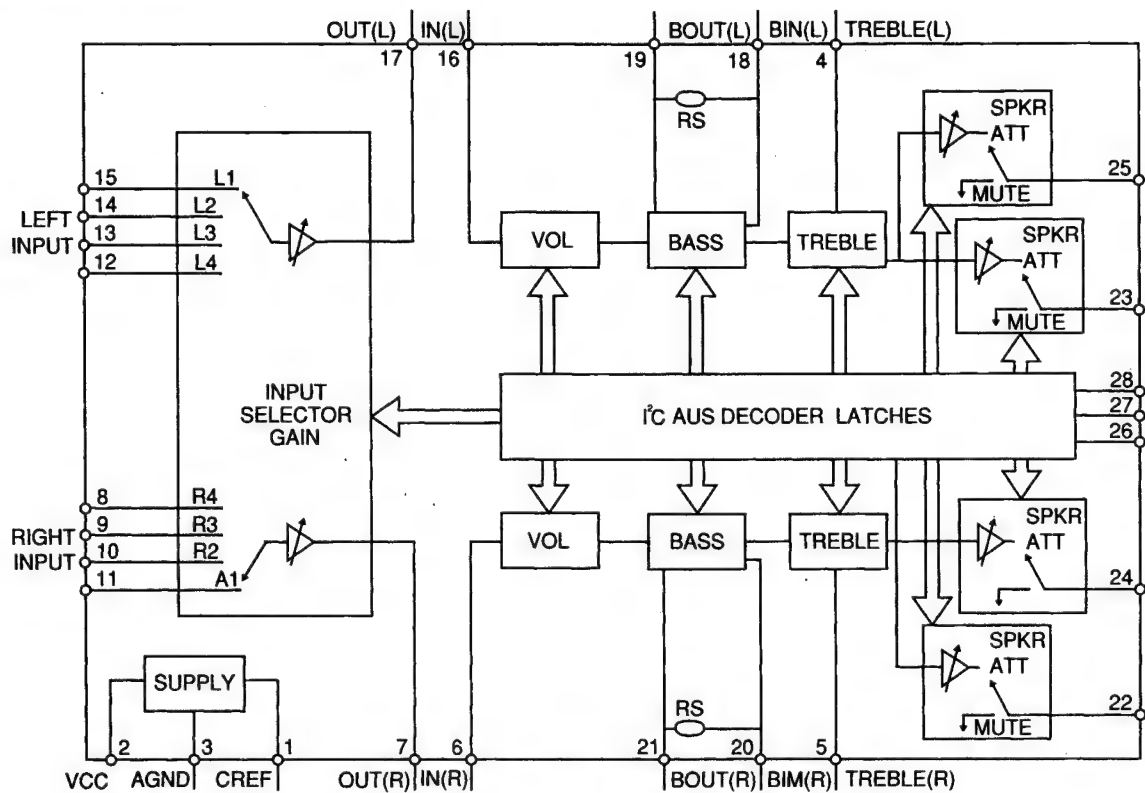 OUT(L) IN(L) BOUT(L) BIN(L) TREBLE(L)
17 16 19 18 4
SPKR
ATT
MUTE
25
RS
15 L1
LEFT 14 L2
INPUT 13 L3
12 L4
VOL BASS TREBLE
SPKR
ATT
MUTE
23
INPUT
SELECTOR
GAIN
I²C AUS DECODER LATCHES
28
27
26
8 R4
RIGHT 9 R3
INPUT 10 R2
11 A1
VOL BASS TREBLE
SPKR
ATT
24
SUPPLY
RS
SPKR
ATT
MUTE
22
2 3 1 7 6 21 20 5
VCC AGND CREF OUT(R) IN(R) BOUT(R) BIM(R) TREBLE(R)